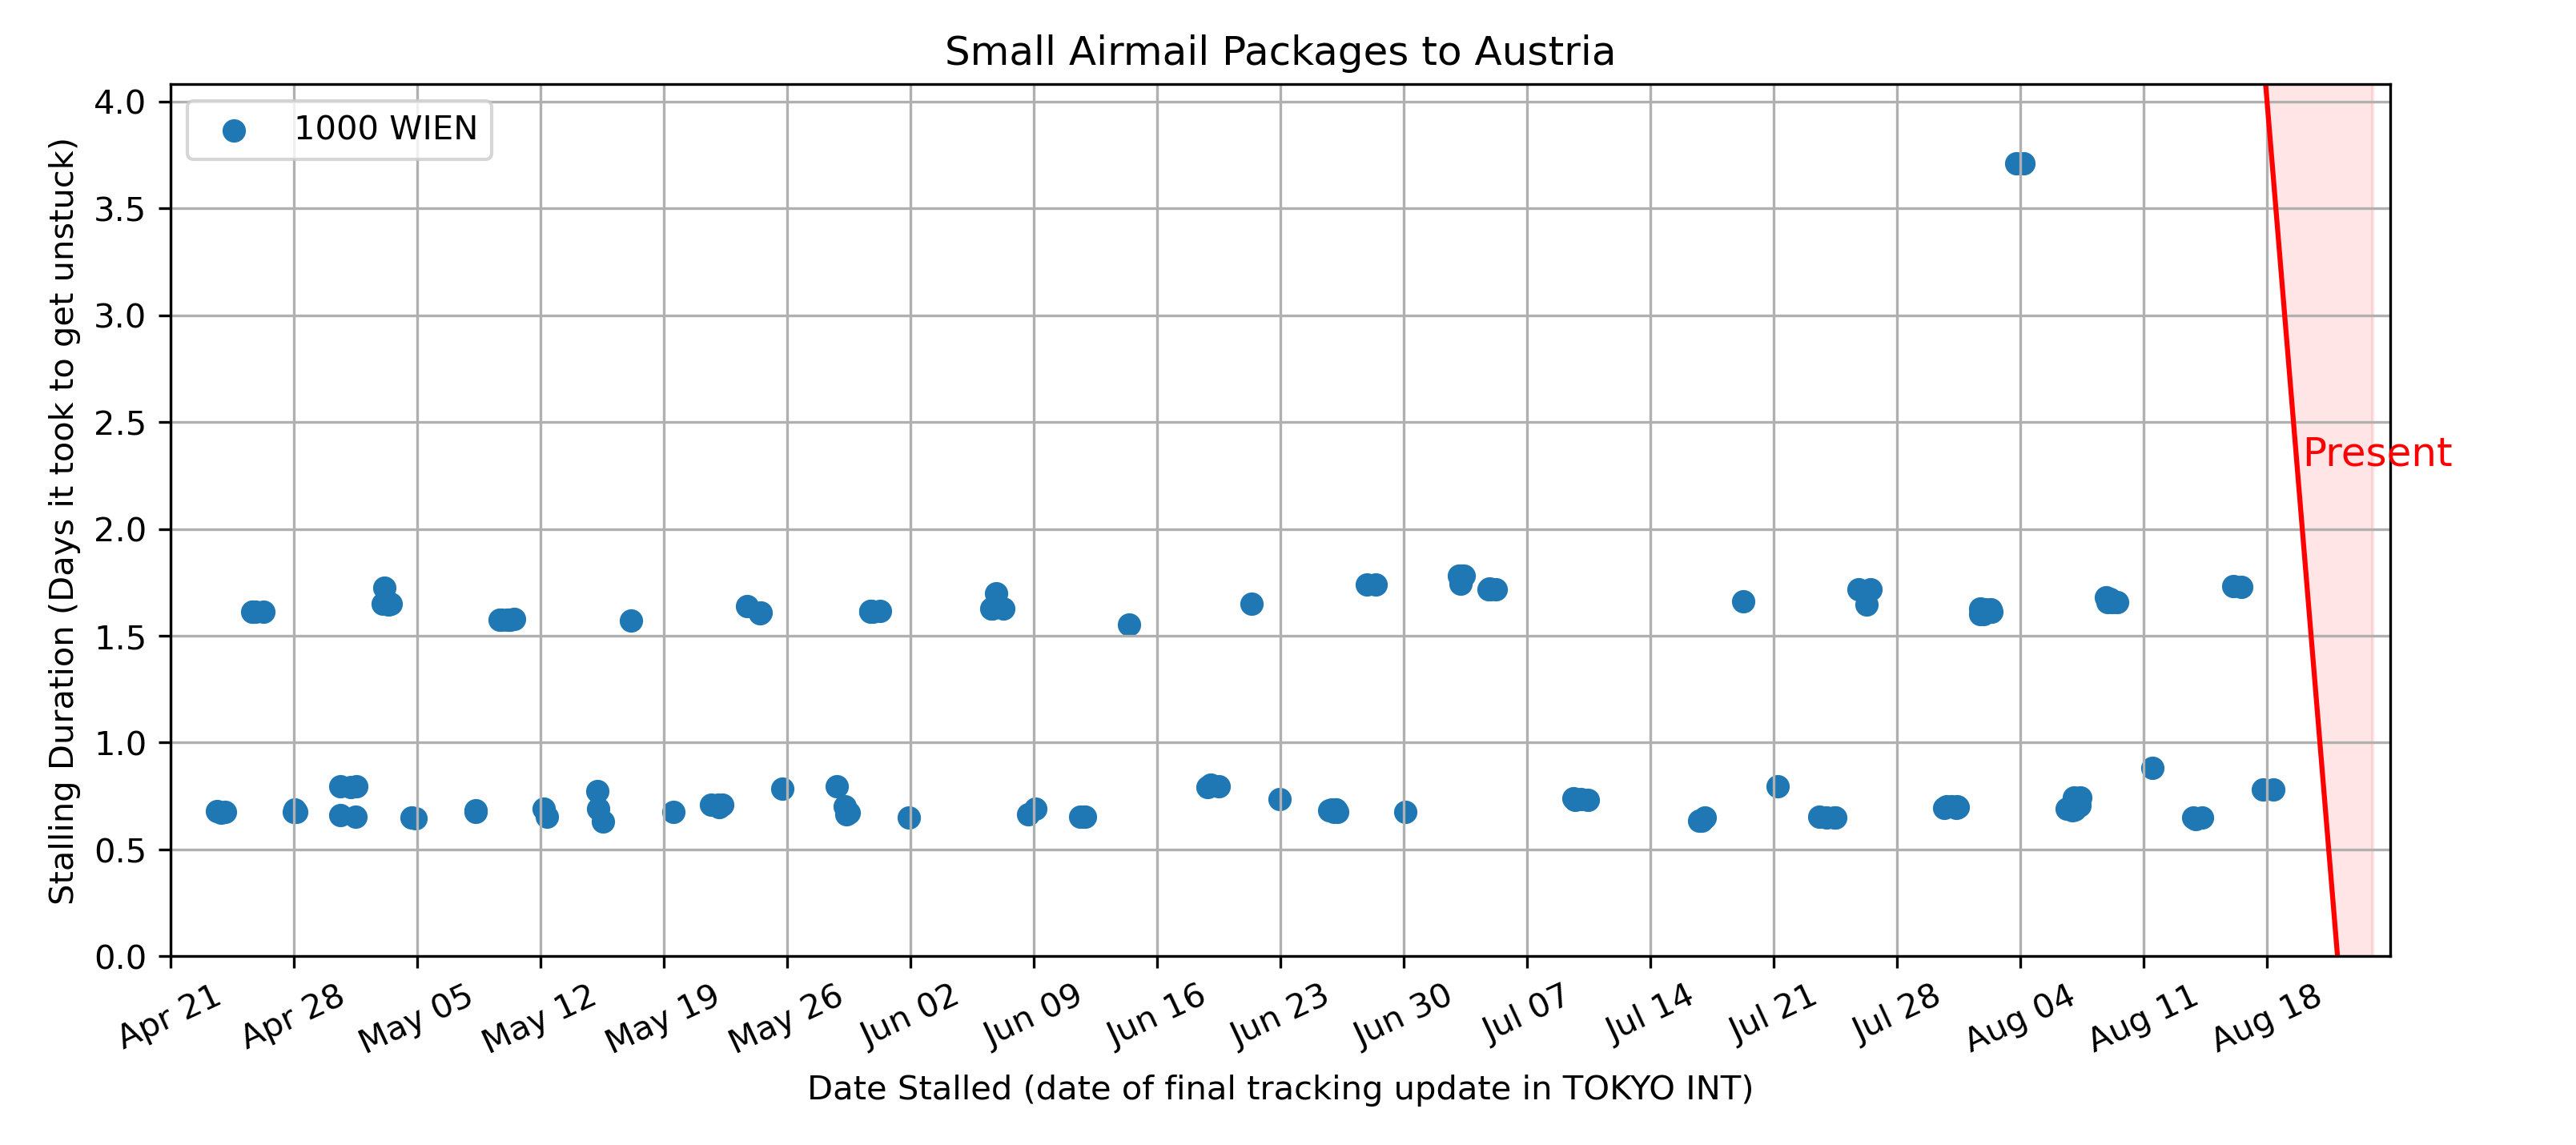 Small Airmail Packages to Austria
1000 WIEN
Stalling Duration (Days it took to get unstuck)
4.0
3.5
3.0
2.5
2.0
1.5
1.0
0.5
0.0
Present
Apr 21
Apr 28
May 05
May 12
May 19
May 26
Jun 02
Jun 09
Jun 16
Jun 23
Jun 30
Jul 07
Jul 14
Jul 21
Jul 28
Aug 04
Aug 11
Aug 18
Date Stalled (date of final tracking update in TOKYO INT)